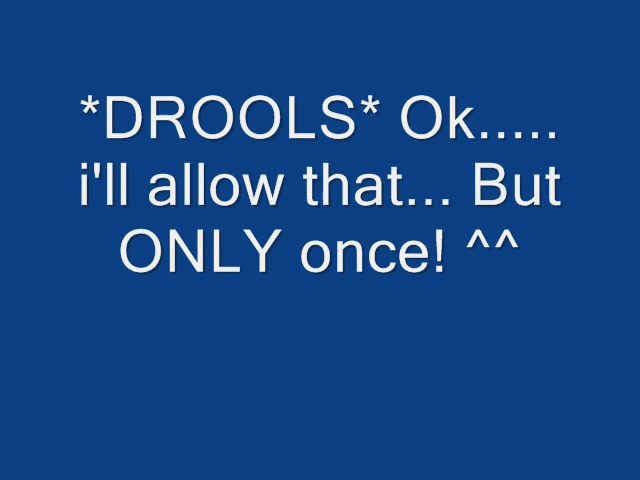 *DROOLS* Ok.....
i'll allow that... But
ONLY once! ^^